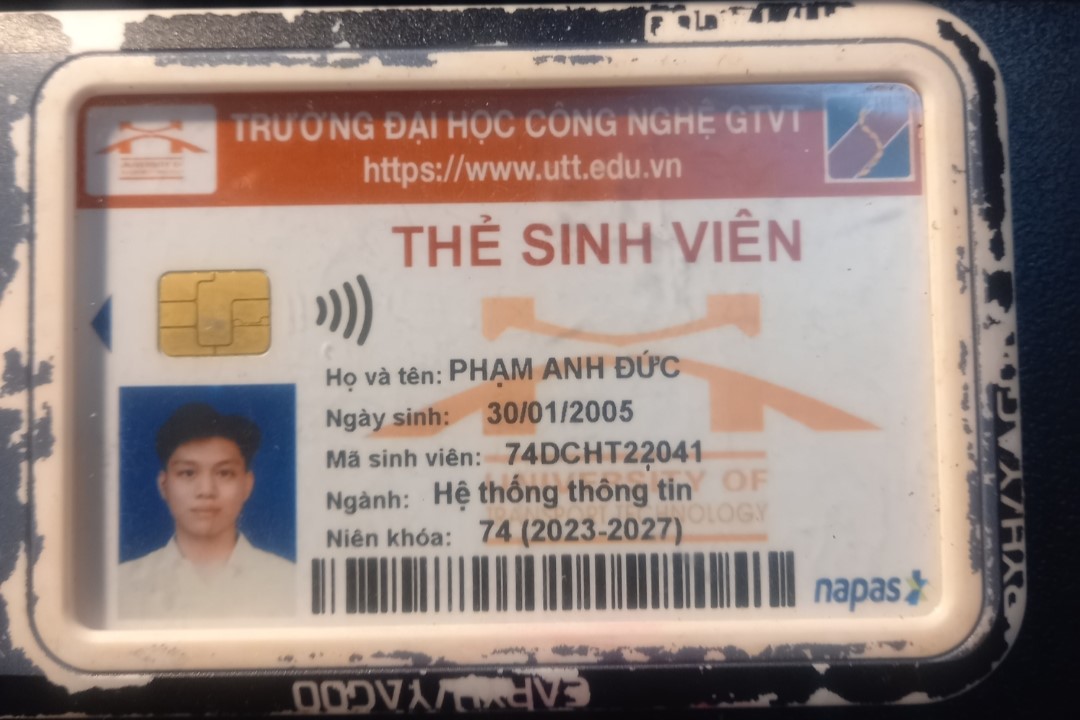 TRƯỜNG ĐẠI HỌC CÔNG NGHỆ GTVT
https://www.utt.edu.vn
THẺ SINH VIÊN
Họ và tên: PHẠM ANH ĐỨC
Ngày sinh: 30/01/2005
Mã sinh viên: 74DCHT22041
UNIVERSITY OF
Ngành: Hệ thống thông tin
TRANSPORT TECHNOLOGY
Niên khóa: 74 (2023-2027)
napas